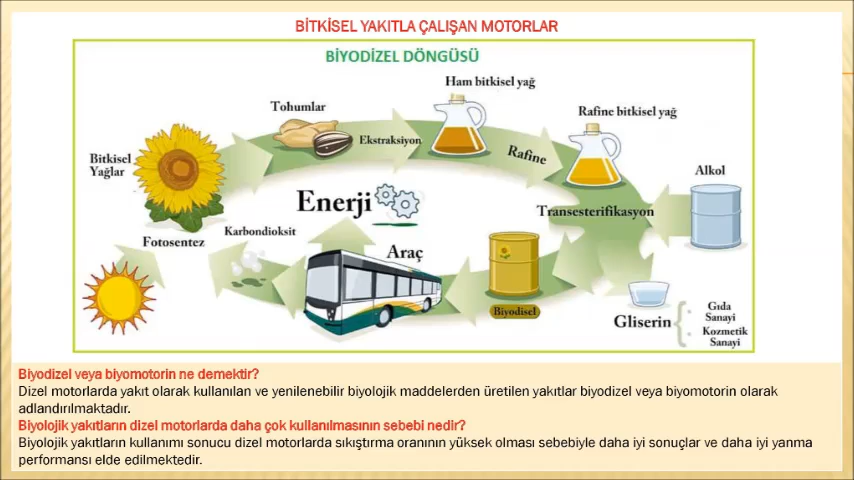 BİTKİSEL YAKITLA ÇALIŞAN MOTORLAR
BİYODİZEL DÖNGÜSÜ
Ham bitkisel yağ
Tohumlar
Rafine bitkisel yağ
Ekstraksiyon
Rafine
Bitkisel
Yağlar
Alkol
Enerji
Transesterifikasyon
Fotosentez
Karbondioksit
Araç
Biyodisel
Gliserin
Gıda
Sanayi
Kozmetik
Sanayi
Biyodizel veya biyomotorin ne demektir?
Dizel motorlarda yakıt olarak kullanılan ve yenilenebilir biyolojik maddelerden üretilen yakıtlar biyodizel veya biyomotorin olarak
adlandırılmaktadır.
Biyolojik yakıtların dizel motorlarda daha çok kullanılmasının sebebi nedir?
Biyolojik yakıtların kullanımı sonucu dizel motorlarda sıkıştırma oranının yüksek olması sebebiyle daha iyi sonuçlar ve daha iyi yanma
performansı elde edilmektedir.